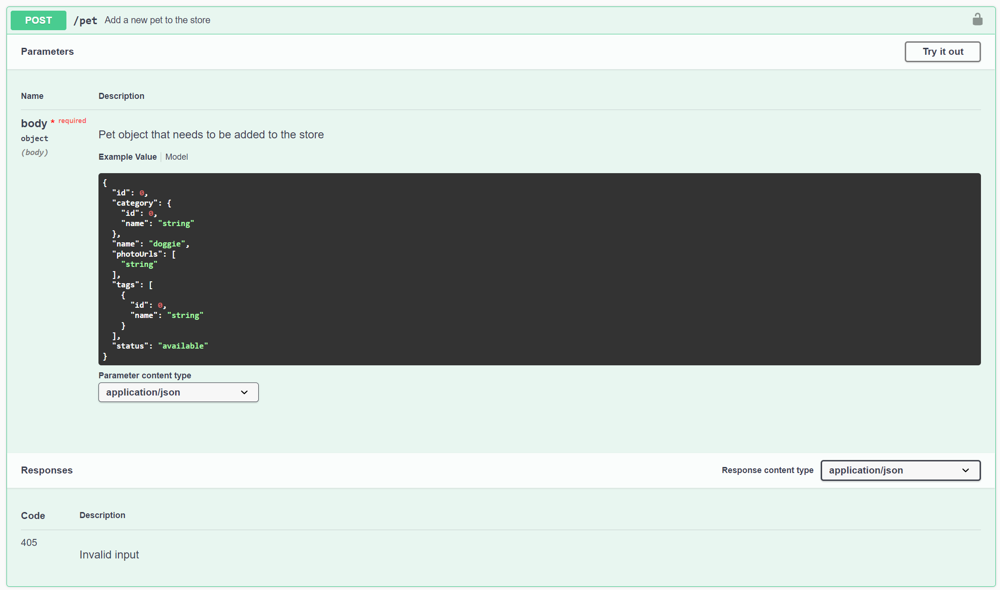 POST /pet Add a new pet to the store
Parameters Try it out
Name Description
body * required
object
(body)
Pet object that needs to be added to the store
Example Value Model
{
  "id": 0,
  "category": {
    "id": 0,
    "name": "string"
  },
  "name": "doggie",
  "photoUrls": [
    "string"
  ],
  "tags": [
    {
      "id": 0,
      "name": "string"
    }
  ],
  "status": "available"
}
Parameter content type
application/json
Responses Response content type application/json
Code Description
405
Invalid input